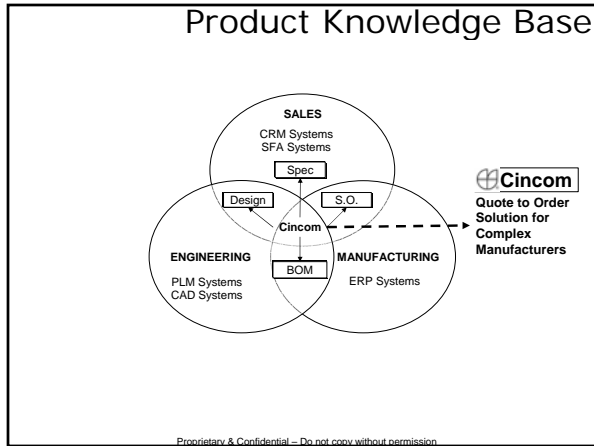 Product Knowledge Base
SALES
CRM Systems
SFA Systems
Spec
Design
S.O.
Cincom
Cincom
Quote to Order
Solution for
Complex
Manufacturers
ENGINEERING
MANUFACTURING
BOM
PLM Systems
CAD Systems
ERP Systems
Proprietary & Confidential – Do not copy without permission